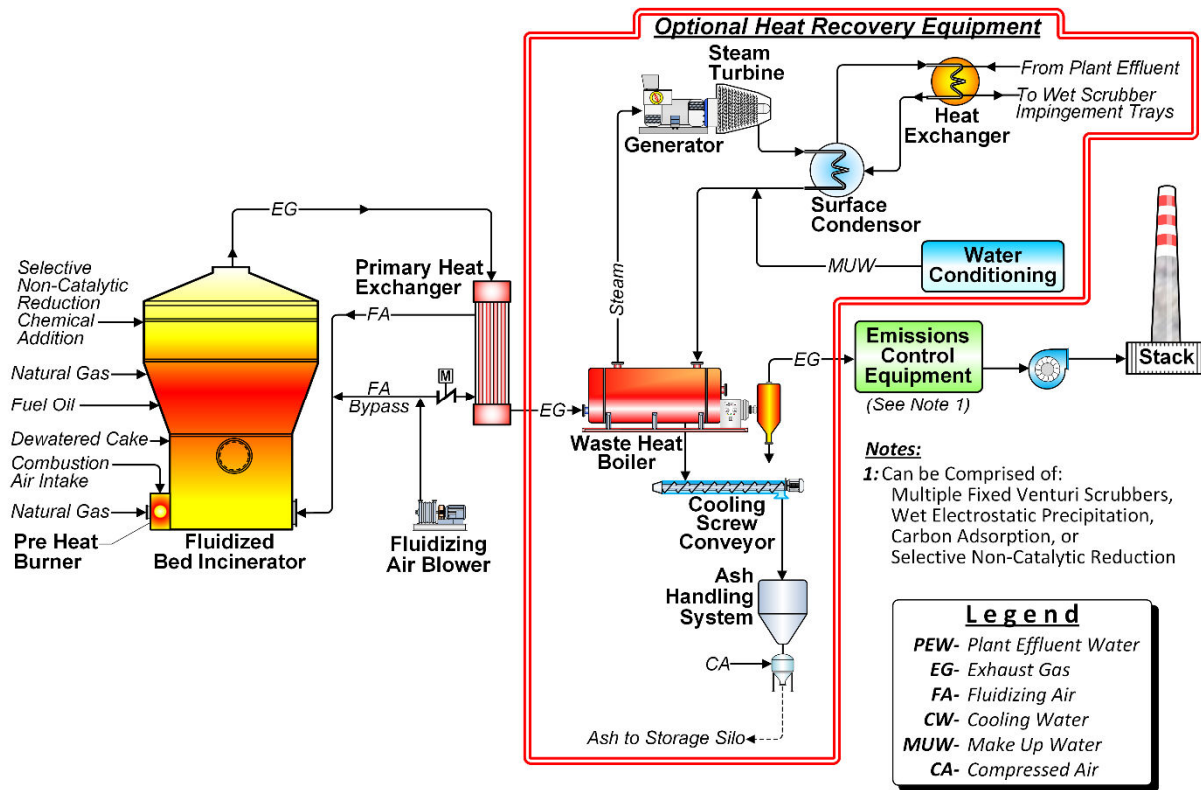 Optional Heat Recovery Equipment
Steam
Turbine
Generator
From Plant Effluent
To Wet Scrubber
Impingement Trays
Heat
Exchanger
Surface
Condensor
EG
Selective
Non-Catalytic
Reduction
Chemical
Addition
Primary Heat
Exchanger
FA
Steam
MUW
Water
Conditioning
Natural Gas
Fuel Oil
Dewatered Cake
Combustion
Air Intake
Natural Gas
Pre Heat
Burner
Fluidized
Bed Incinerator
M
FA
Bypass
Fluidizing
Air Blower
EG
Waste Heat
Boiler
EG
Emissions
Control
Equipment
(See Note 1)
Stack
Cooling
Screw
Conveyor
Ash
Handling
System
CA
Ash to Storage Silo
Notes:
1: Can be Comprised of:
Multiple Fixed Venturi Scrubbers,
Wet Electrostatic Precipitation,
Carbon Adsorption, or
Selective Non-Catalytic Reduction
Legend
PEW- Plant Effluent Water
EG- Exhaust Gas
FA- Fluidizing Air
CW- Cooling Water
MUW- Make Up Water
CA- Compressed Air